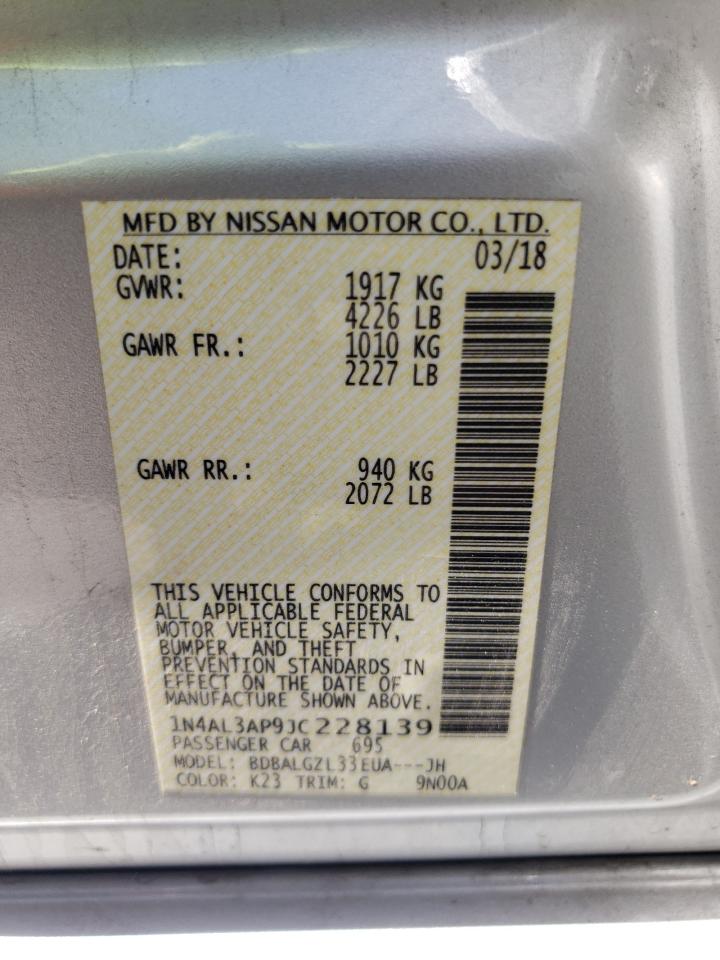 MFD BY NISSAN MOTOR CO., LTD.
DATE: 03/18
GVWR: 1917 KG
4226 LB
GAWR FR.: 1010 KG
2227 LB
GAWR RR.: 940 KG
2072 LB
THIS VEHICLE CONFORMS TO
ALL APPLICABLE FEDERAL
MOTOR VEHICLE SAFETY,
BUMPER, AND THEFT
PREVENTION STANDARDS IN
EFFECT ON THE DATE OF
MANUFACTURE SHOWN ABOVE.
1N4AL3AP9JC228139
PASSENGER CAR 695
MODEL: BDBALGZL33EUA---JH
COLOR: K23 TRIM: G 9N00A